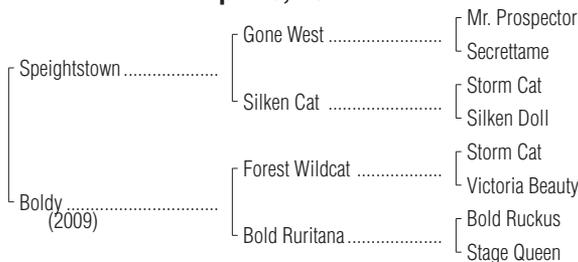 Mr. Prospector
Gone West ....................
Secrettame
Speightstown ...................
Storm Cat
Silken Cat ....................
Silken Doll
Storm Cat
Forest Wildcat .................
Victoria Beauty
Boldy ..............................
(2009)
Bold Ruckus
Bold Ruritana...................
Stage Queen